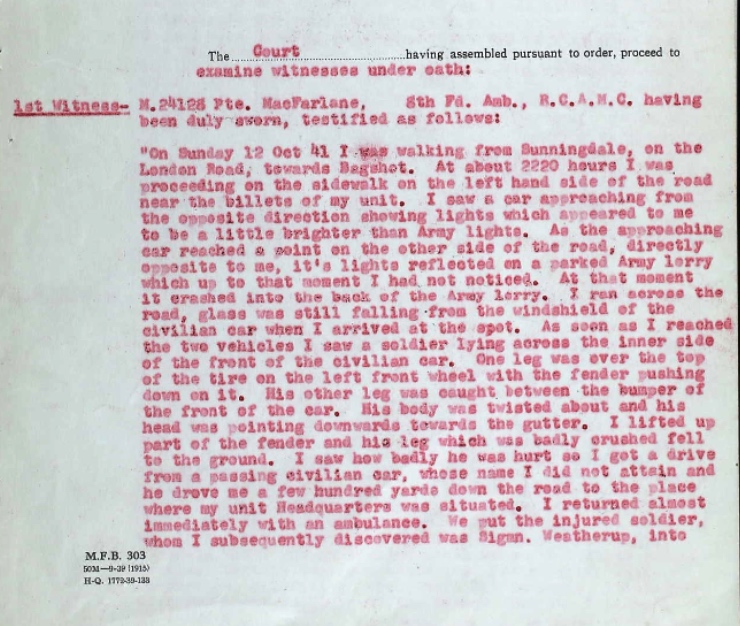 The Court having assembled pursuant to order, proceed to
examine witnesses under oath:
1st Witness- M.24128 Pte. MacFarlane, 8th Fd. Amb., R.C.A.M.C. having
been duly sworn, testified as follows:
"On Sunday 12 Oct 41 I was walking from Sunningdale, on the
London Road, towards Bagshot. At about 2220 hours I was
proceeding on the sidewalk on the left hand side of the road
near the billets of my unit. I saw a car approaching from
the opposite direction showing lights which appeared to me
to be a little brighter than Army lights. As the approaching
car reached a point on the other side of the road, directly
opposite to me, it's lights reflected on a parked Army lorry
which up to that moment I had not noticed. At that moment
it crashed into the back of the Army lorry. I ran across the
road, glass was still falling from the windshield of the
civilian car when I arrived at the spot. As soon as I reached
the two vehicles I saw a soldier lying across the inner side
of the front of the civilian car. One leg was over the top
of the tire on the left front wheel with the fender pushing
down on it. His other leg was caught between the bumper of
the front of the car. His body was twisted about and his
head was pointing downwards towards the gutter. I lifted up
part of the fender and his leg which was badly crushed fell
to the ground. I saw how badly he was hurt so I got a drive
from a passing civilian car, whose name I did not attain and
he drove me a few hundred yards down the road to the place
where my unit Headquarters was situated. I returned almost
immediately with an ambulance. We put the injured soldier,
whom I subsequently discovered was Sigmn. Weatherup, into
M.F.B. 303
50M—9-39 (1915)
H-Q. 1772-39-133